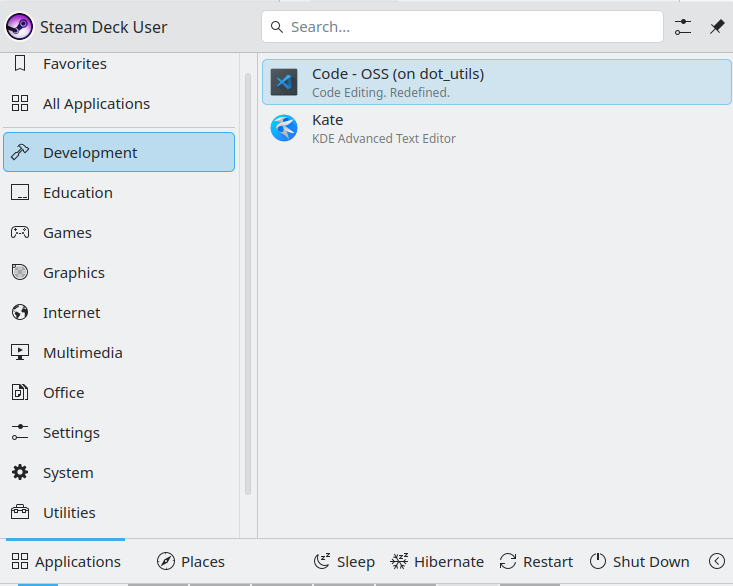 Steam Deck User
Search...
Favorites
All Applications
Development
Education
Games
Graphics
Internet
Multimedia
Office
Settings
System
Utilities
Code - OSS (on dot_utils)
Code Editing. Redefined.
Kate
KDE Advanced Text Editor
Applications
Places
Sleep
Hibernate
Restart
Shut Down